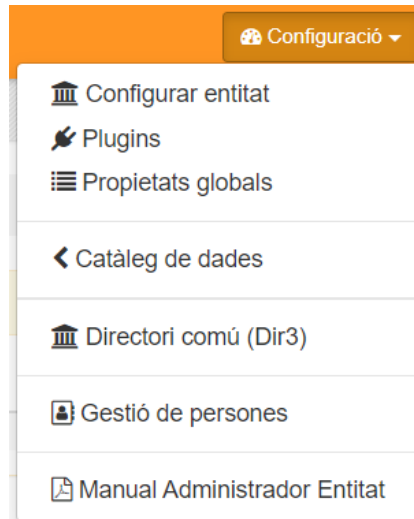 Configuració
Configurar entitat
Plugins
Propietats globals
Catàleg de dades
Directori comú (Dir3)
Gestió de persones
Manual Administrador Entitat